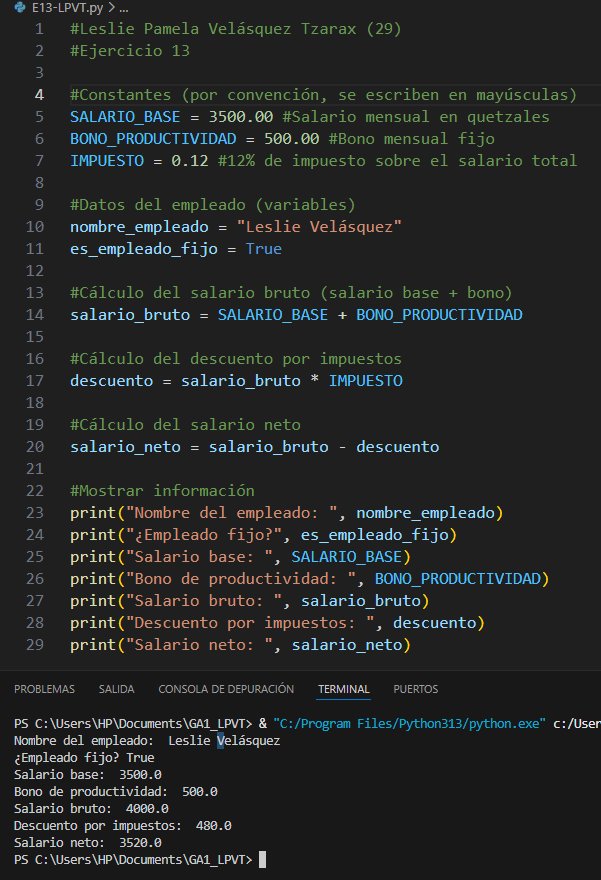 E13-LPVT.py > ...
1 #Leslie Pamela Velásquez Tzarax (29)
2 #Ejercicio 13
3
4 #Constantes (por convención, se escriben en mayúsculas)
5 SALARIO_BASE = 3500.00 #Salario mensual en quetzales
6 BONO_PRODUCTIVIDAD = 500.00 #Bono mensual fijo
7 IMPUESTO = 0.12 #12% de impuesto sobre el salario total
8
9 #Datos del empleado (variables)
10 nombre_empleado = "Leslie Velásquez"
11 es_empleado_fijo = True
12
13 #Cálculo del salario bruto (salario base + bono)
14 salario_bruto = SALARIO_BASE + BONO_PRODUCTIVIDAD
15
16 #Cálculo del descuento por impuestos
17 descuento = salario_bruto * IMPUESTO
18
19 #Cálculo del salario neto
20 salario_neto = salario_bruto - descuento
21
22 #Mostrar información
23 print("Nombre del empleado: ", nombre_empleado)
24 print("¿Empleado fijo?", es_empleado_fijo)
25 print("Salario base: ", SALARIO_BASE)
26 print("Bono de productividad: ", BONO_PRODUCTIVIDAD)
27 print("Salario bruto: ", salario_bruto)
28 print("Descuento por impuestos: ", descuento)
29 print("Salario neto: ", salario_neto)
PROBLEMAS SALIDA CONSOLA DE DEPURACIÓN TERMINAL PUERTOS
PS C:\Users\HP\Documents\GA1_LPVT> & "C:/Program Files/Python313/python.exe" c:/User
Nombre del empleado:  Leslie Velásquez
¿Empleado fijo? True
Salario base:  3500.0
Bono de productividad:  500.0
Salario bruto:  4000.0
Descuento por impuestos:  480.0
Salario neto:  3520.0
PS C:\Users\HP\Documents\GA1_LPVT>